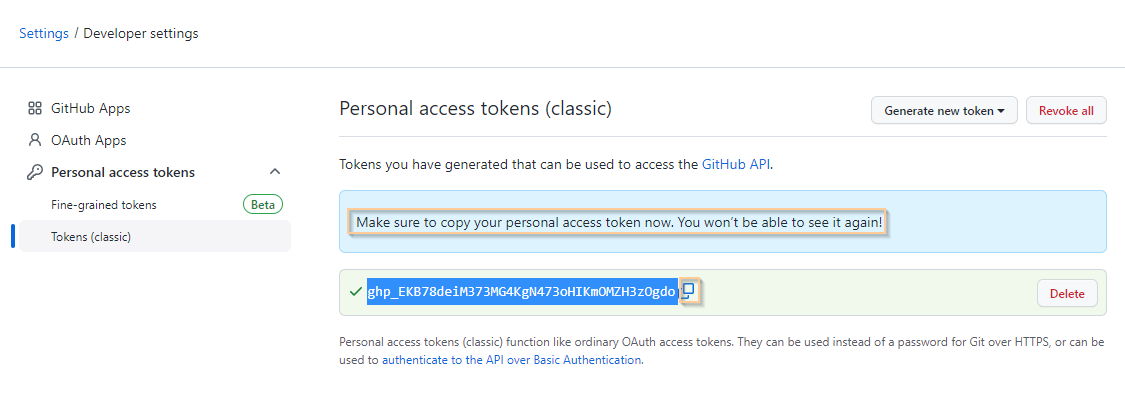 Settings / Developer settings
GitHub Apps
OAuth Apps
Personal access tokens
Fine-grained tokens Beta
Tokens (classic)
Personal access tokens (classic) Generate new token Revoke all
Tokens you have generated that can be used to access the GitHub API.
Make sure to copy your personal access token now. You won’t be able to see it again!
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 Delete
Personal access tokens (classic) function like ordinary OAuth access tokens. They can be used instead of a password for Git over HTTPS, or can be
used to authenticate to the API over Basic Authentication.